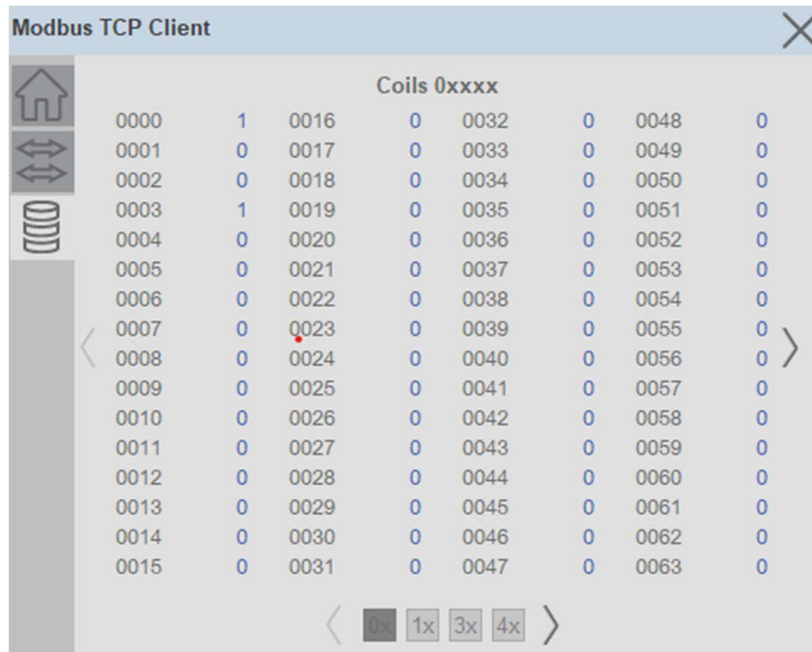 Modbus TCP Client
Coils 0xxxx
0000 1 0016 0 0032 0 0048 0
0001 0 0017 0 0033 0 0049 0
0002 0 0018 0 0034 0 0050 0
0003 1 0019 0 0035 0 0051 0
0004 0 0020 0 0036 0 0052 0
0005 0 0021 0 0037 0 0053 0
0006 0 0022 0 0038 0 0054 0
0007 0 0023 0 0039 0 0055 0
0008 0 0024 0 0040 0 0056 0
0009 0 0025 0 0041 0 0057 0
0010 0 0026 0 0042 0 0058 0
0011 0 0027 0 0043 0 0059 0
0012 0 0028 0 0044 0 0060 0
0013 0 0029 0 0045 0 0061 0
0014 0 0030 0 0046 0 0062 0
0015 0 0031 0 0047 0 0063 0
0x 1x 3x 4x